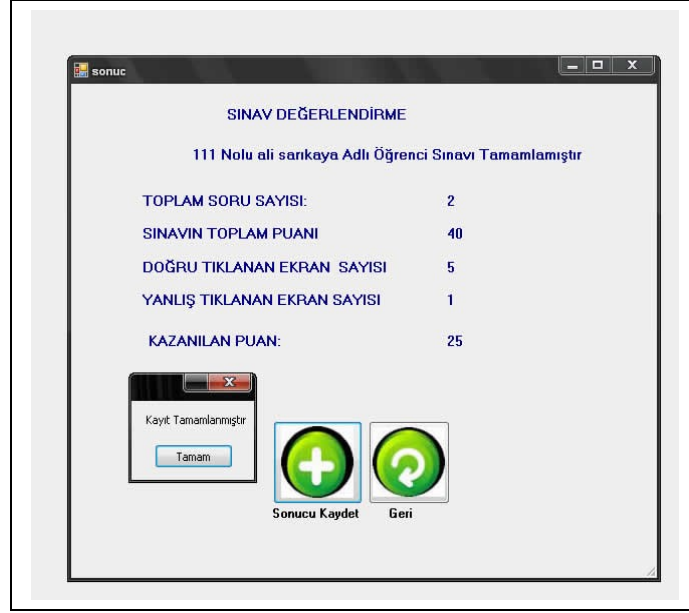 sonuc
SINAV DEĞERLENDİRME
111 Nolu ali sarıkaya Adlı Öğrenci Sınavı Tamamlamıştır
TOPLAM SORU SAYISI: 2
SINAVIN TOPLAM PUANI 40
DOĞRU TIKLANAN EKRAN SAYISI 5
YANLIŞ TIKLANAN EKRAN SAYISI 1
KAZANILAN PUAN: 25
Kayıt Tamamlanmıştır
Tamam
Sonucu Kaydet Geri